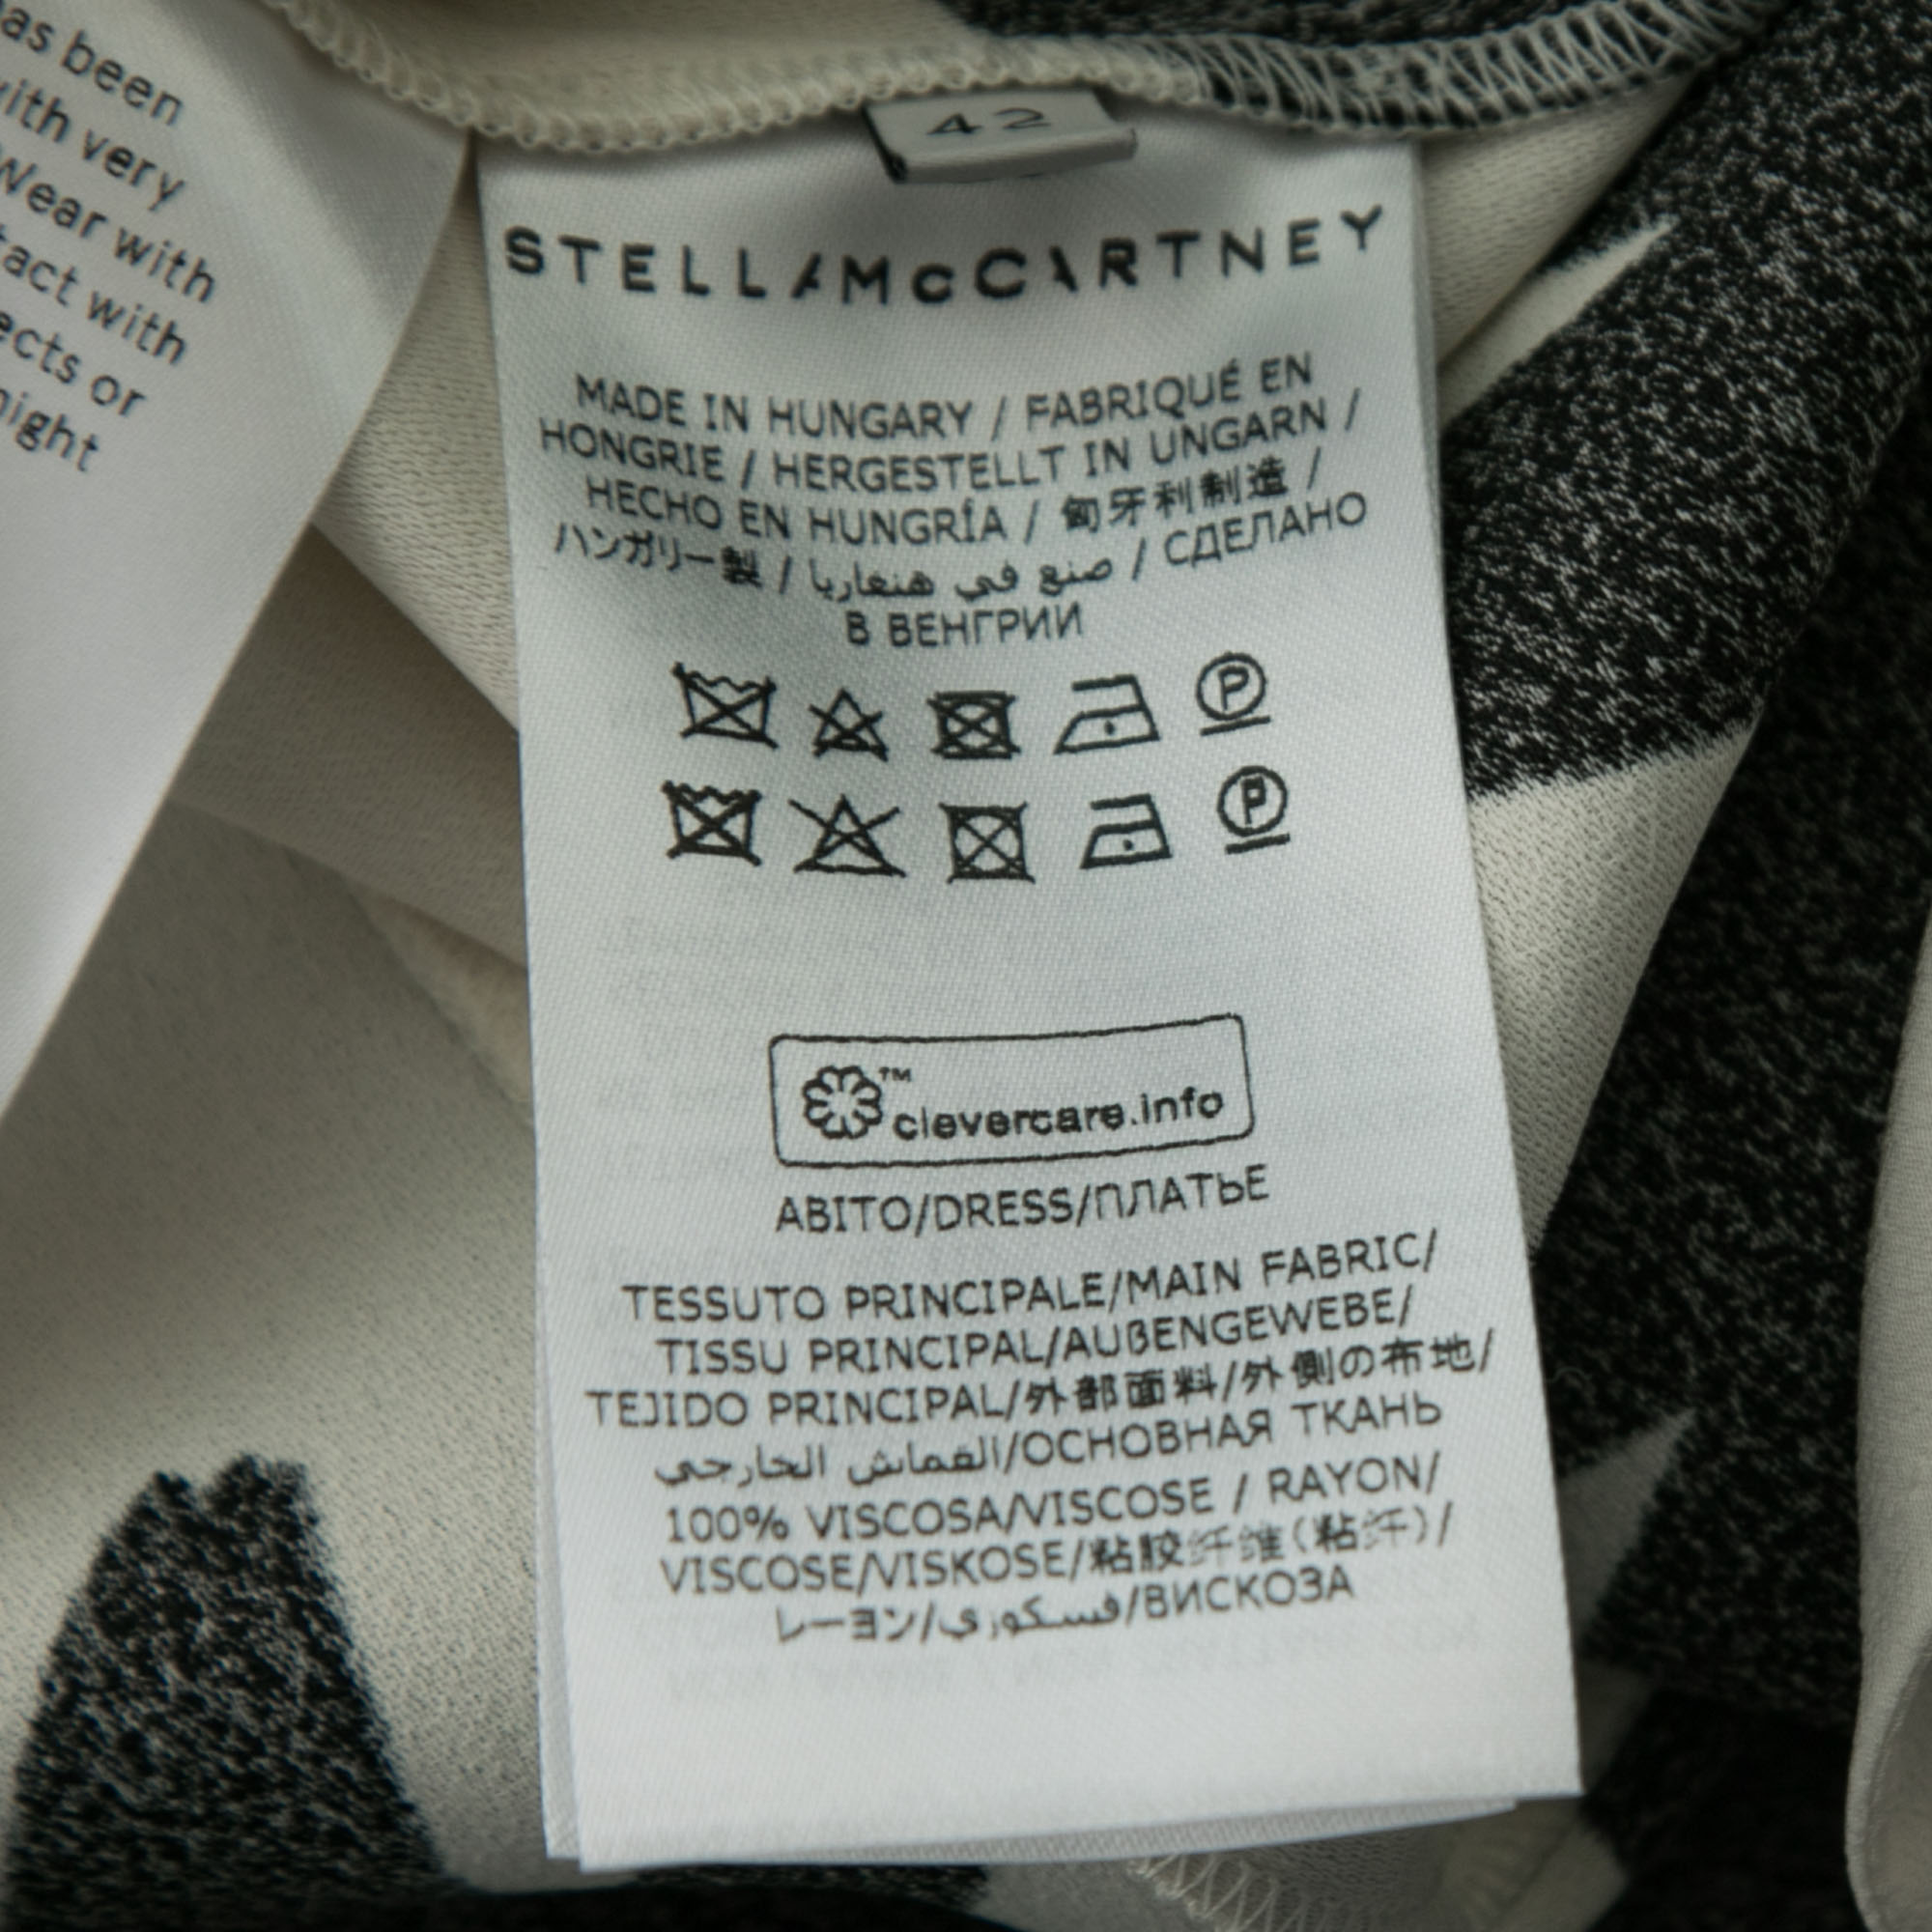 as been
with very
Wear with
tact with
ects or
night
42
STELLA McCARTNEY
MADE IN HUNGARY / FABRIQUÉ EN
HONGRIE / HERGESTELLT IN UNGARN /
HECHO EN HUNGRÍA / 匈牙利制造 /
ハンガリー製 / صنع في هنغاريا / СДЕЛАНО
В ВЕНГРИИ
P
P
™
clevercare.info
ABITO/DRESS/ПЛАТЬЕ
TESSUTO PRINCIPALE/MAIN FABRIC/
TISSU PRINCIPAL/AUßENGEWEBE/
TEJIDO PRINCIPAL/外部面料/外側の布地/
القماش الخارجي/ОСНОВНАЯ ТКАНЬ
100% VISCOSA/VISCOSE / RAYON/
VISCOSE/VISKOSE/粘胶纤维(粘纤)/
レーヨン/فسكوزي/ВИСКОЗА